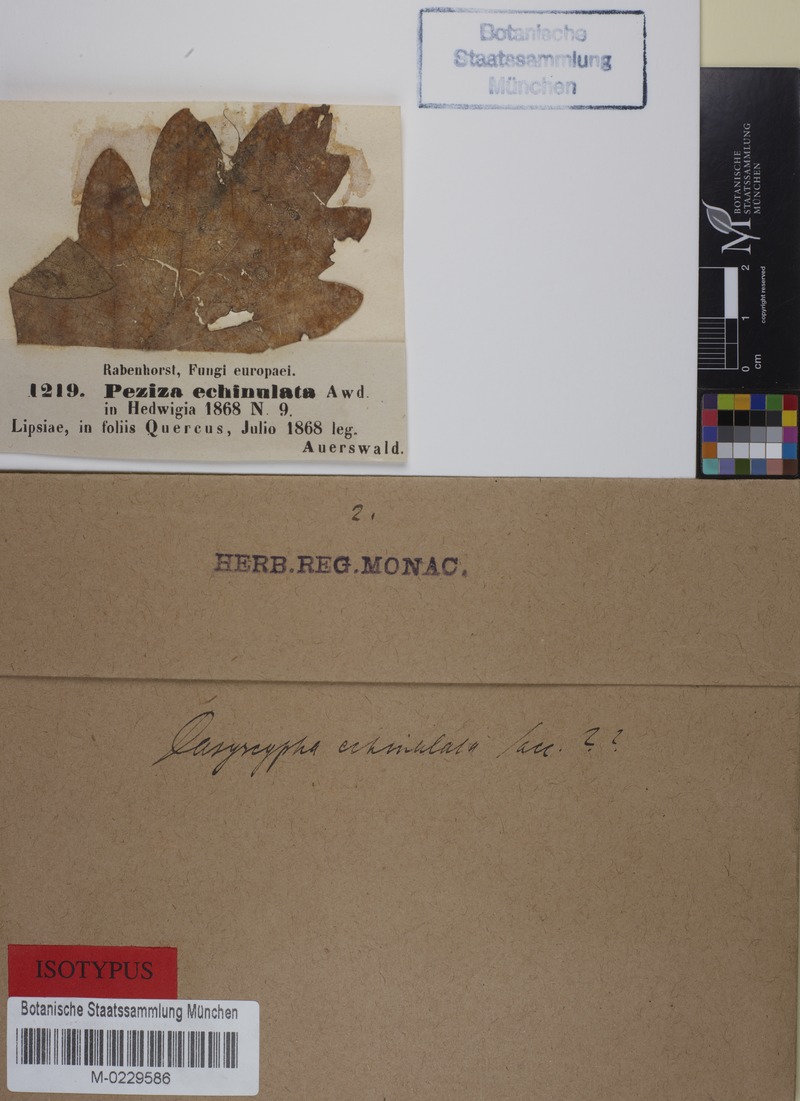 Botanische
Staatssammlung
München
BOTANISCHE
STAATSSAMMLUNG
MÜNCHEN
0 1 2
cm
copyright reserved
Rabenhorst, Fungi europaei.
1219. Peziza echinulata Awd.
in Hedwigia 1868 N. 9.
Lipsiae, in foliis Quercus, Julio 1868 leg.
Auerswald.
2.
HERB.REG.MONAC.
Dasyscypha echinulata Sacc. ? ?
ISOTYPUS
Botanische Staatssammlung München
M-0229586